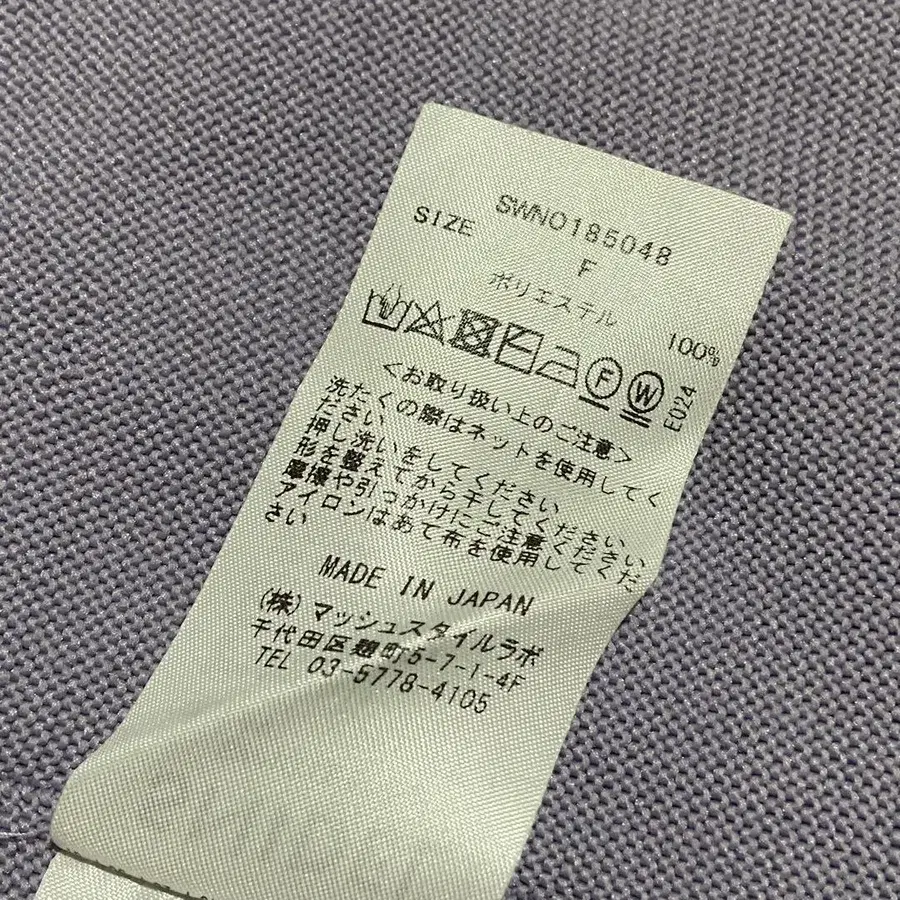 SWNO185048
SIZE F
ポリエステル 100%
F W E024
<お取り扱い上のご注意>
洗たくの際はネットを使用してく
ださい
押し洗いをしてください
形を整えてから干してください
摩擦や引っかけにご注意ください
アイロンはあて布を使用してくだ
さい
MADE IN JAPAN
(株)マッシュスタイルラボ
千代田区麹町5-7-1-4F
TEL 03-5778-4105